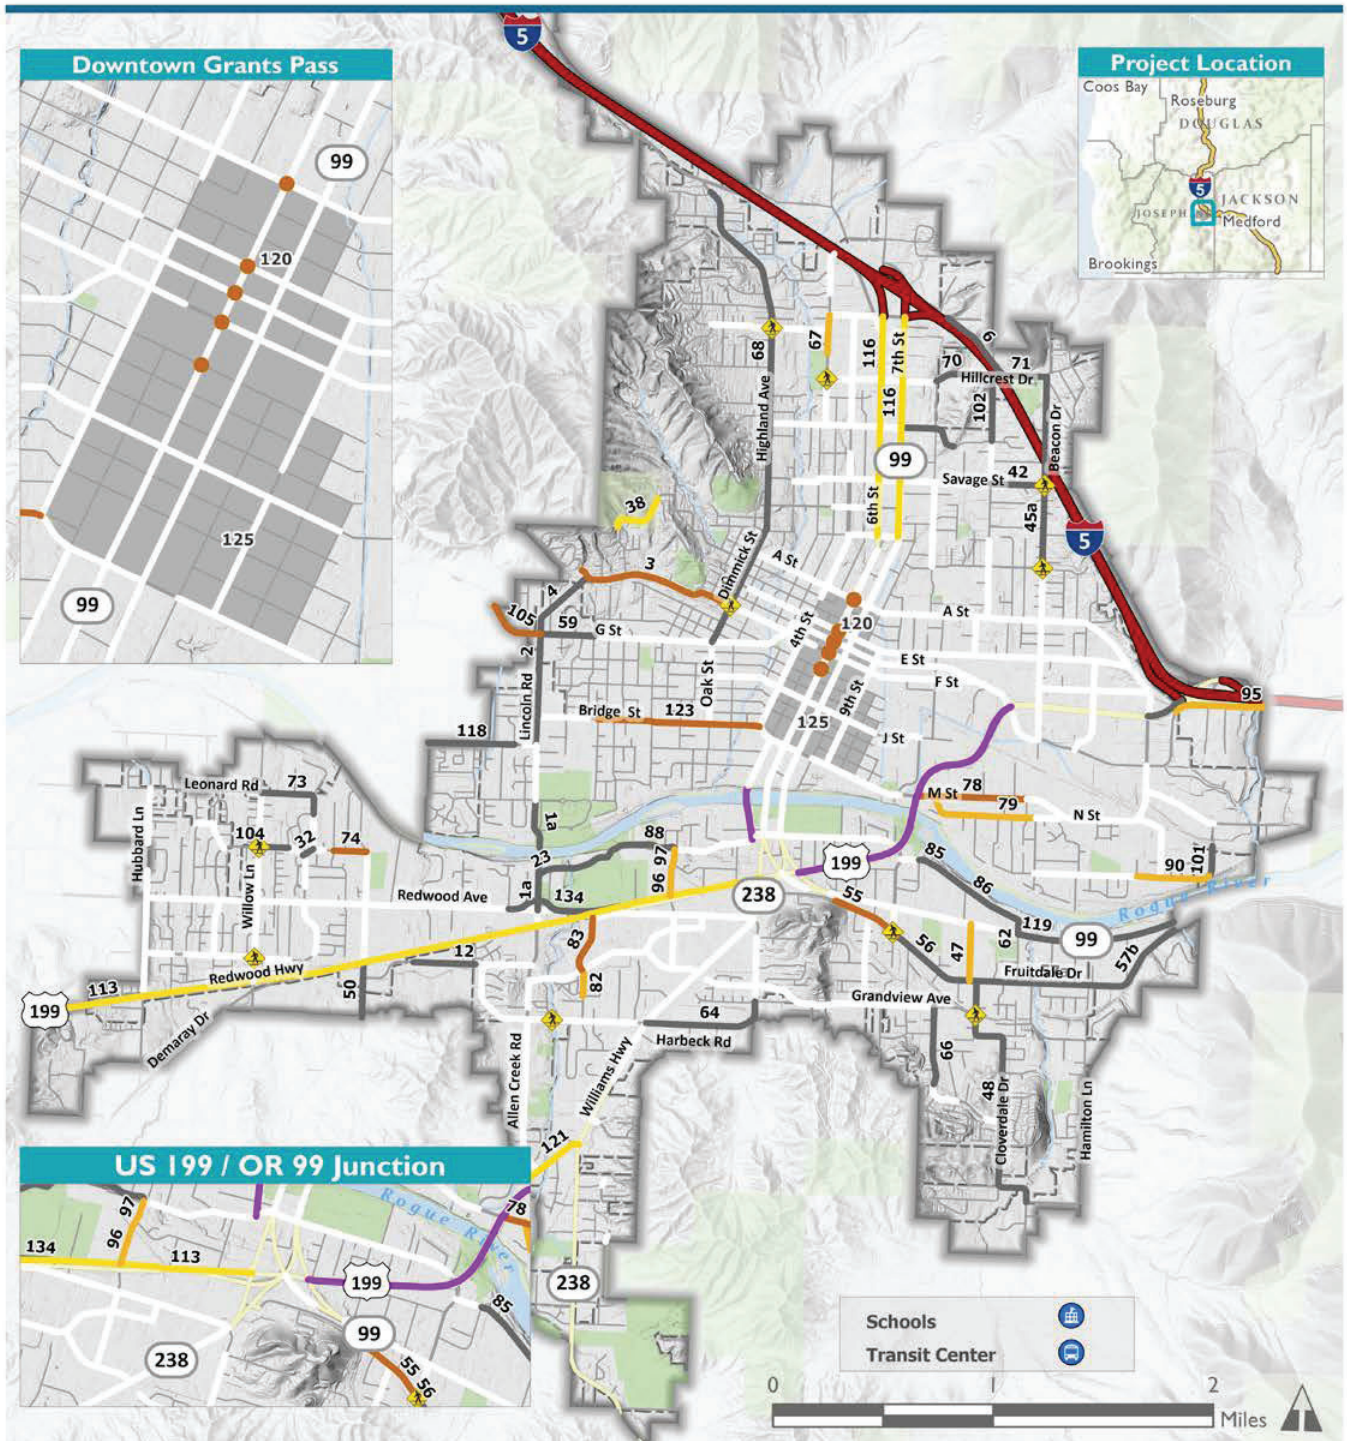 5
Downtown Grants Pass
99
120
125
99
Project Location
Coos Bay
Roseburg
DOUGLAS
5
JACKSON
JOSEPH
Medford
Brookings
68
67
116
7th St
6
70
71
Hillcrest Dr
116
102
Highland Ave
Beacon Dr
99
Savage St
42
6th St
45a
38
5
Dimmick St
A St
3
4
105
59
G St
4th St
120
A St
2
E St
F St
Oak St
9th St
95
Lincoln Rd
Bridge St
123
125
J St
118
Leonard Rd
73
M St
78
79
N St
Hubbard Ln
1a
104
32
74
88
97
23
199
85
90
101
96
Willow Ln
Redwood Ave
1a
134
238
55
86
Rogue River
119
99
83
56
47
62
57b
12
Redwood Hwy
82
Fruitdale Dr
113
50
199
Grandview Ave
64
Demaray Dr
Harbeck Rd
66
Allen Creek Rd
Williams Hwy
48
Cloverdale Dr
Hamilton Ln
121
US 199 / OR 99 Junction
78
Rogue River
97
96
134
113
199
85
99
238
55
56
238
Schools
Transit Center
0
1
2
Miles